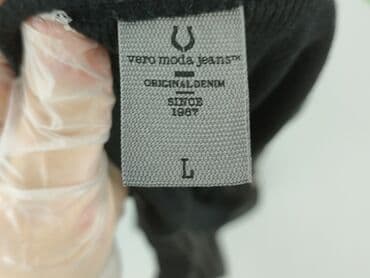 vero moda jeans™
ORIGINAL DENIM
SINCE
1987
L